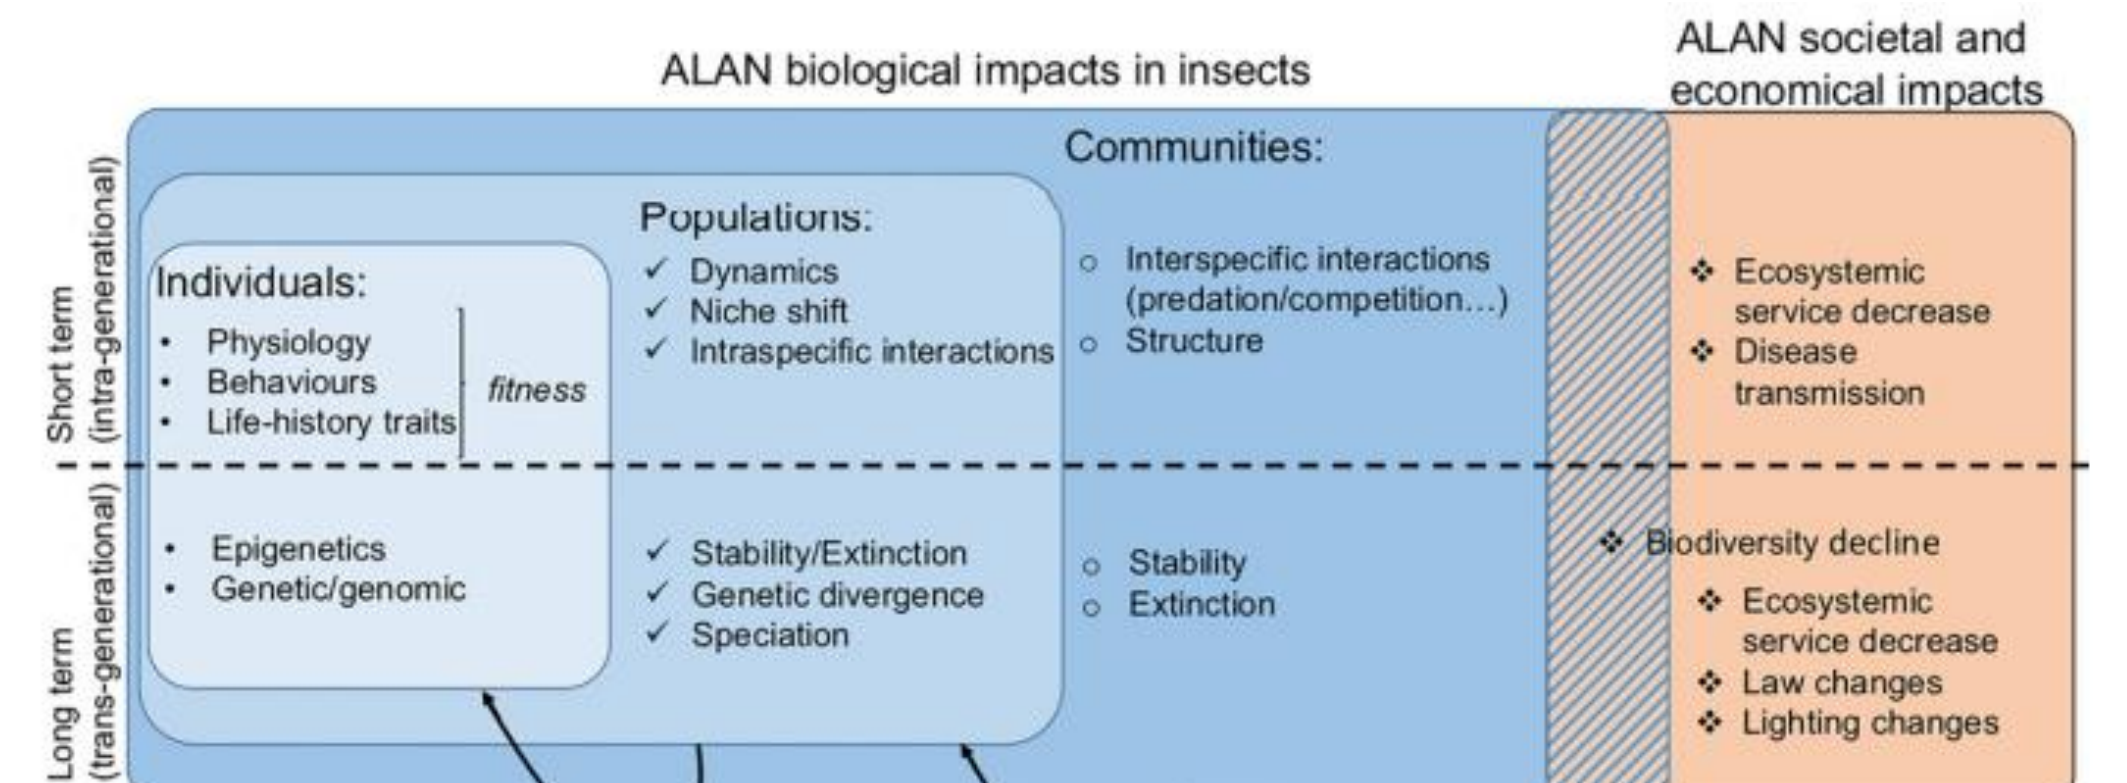 ALAN biological impacts in insects
ALAN societal and
economical impacts
Short term
(intra-generational)
Individuals:
• Physiology
• Behaviours
• Life-history traits
fitness
Populations:
✓ Dynamics
✓ Niche shift
✓ Intraspecific interactions
Communities:
○ Interspecific interactions
(predation/competition...)
○ Structure
❖ Ecosystemic
service decrease
❖ Disease
transmission
Long term
(trans-generational)
• Epigenetics
• Genetic/genomic
✓ Stability/Extinction
✓ Genetic divergence
✓ Speciation
○ Stability
○ Extinction
❖ Biodiversity decline
❖ Ecosystemic
service decrease
❖ Law changes
❖ Lighting changes